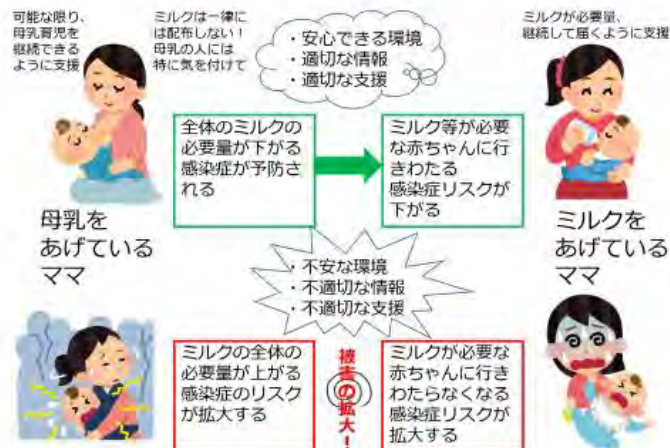 可能な限り、
母乳育児を
継続できる
ように支援
ミルクは一律に
は配布しない！
母乳の人には
特に気を付けて
・安心できる環境
・適切な情報
・適切な支援
ミルクが必要量、
継続して届くように支援
全体のミルクの
必要量が下がる
感染症が予防さ
れる
ミルク等が必要
な赤ちゃんに行
きわたる
感染症リスクが
下がる
母乳を
あげている
ママ
ミルクを
あげている
ママ
・不安な環境
・不適切な情報
・不適切な支援
ミルクの全体の
必要量が上がる
感染症のリスク
が拡大する
被害の拡大！
ミルクが必要な
赤ちゃんに行き
わたらなくなる
感染症リスクが
拡大する